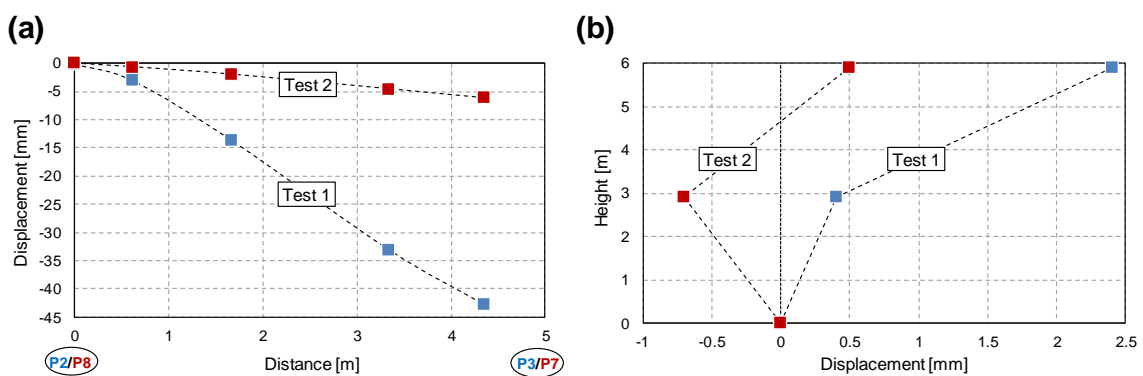 (a)
(b)
Displacement [mm]
0
-5
-10
-15
-20
-25
-30
-35
-40
-45
Test 2
Test 1
0 1 2 3 4 5
P2/P8 Distance [m] P3/P7
Height [m]
6
5
4
3
2
1
0
Test 2 Test 1
-1 -0.5 0 0.5 1 1.5 2 2.5
Displacement [mm]